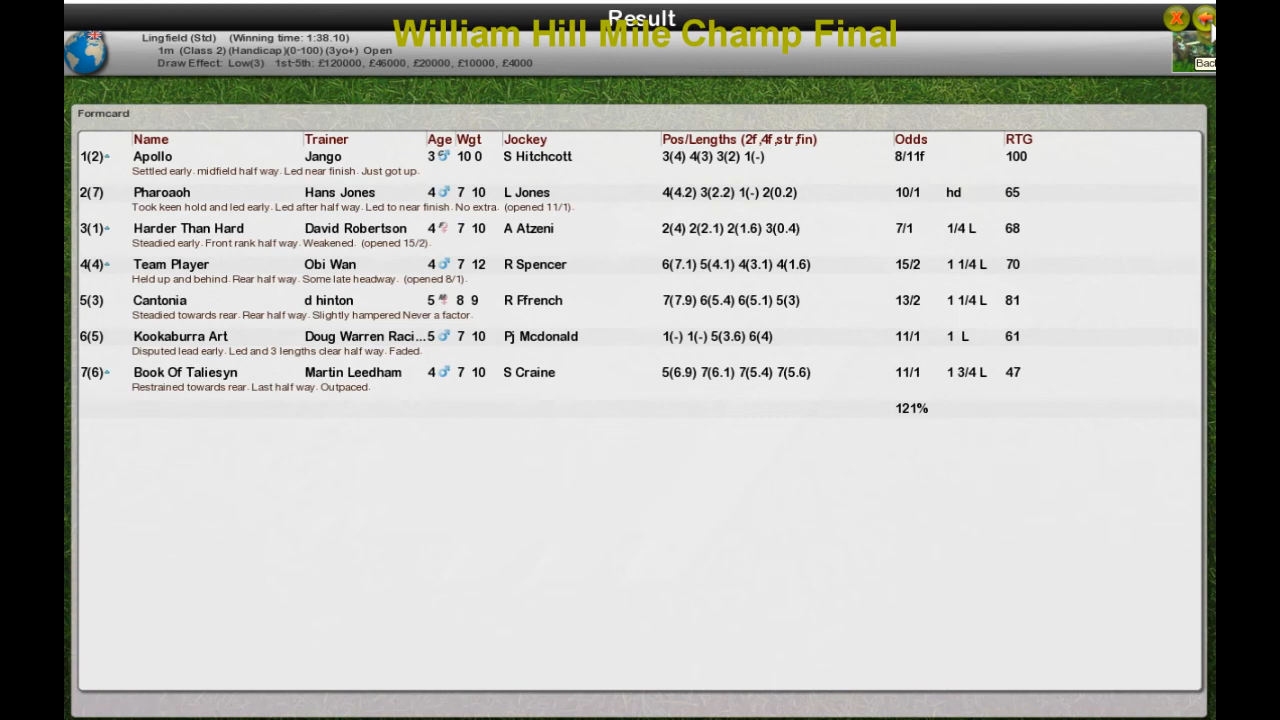 Result
William Hill Mile Champ Final
Lingfield (Std) (Winning time: 1:38.10)
1m (Class 2)(Handicap)(0-100) (3yo+) Open
Draw Effect: Low(3) 1st-5th: £120000, £46000, £20000, £10000, £4000
Bac
Formcard
Name Trainer Age Wgt Jockey Pos/Lengths (2f,4f,str,fin) Odds RTG
1(2) Apollo Jango 3 10 0 S Hitchcott 3(4) 4(3) 3(2) 1(-) 8/11f 100
Settled early. midfield half way. Led near finish. Just got up.
2(7) Pharoaoh Hans Jones 4 7 10 L Jones 4(4.2) 3(2.2) 1(-) 2(0.2) 10/1 hd 65
Took keen hold and led early. Led after half way. Led to near finish. No extra. (opened 11/1).
3(1) Harder Than Hard David Robertson 4 7 10 A Atzeni 2(4) 2(2.1) 2(1.6) 3(0.4) 7/1 1/4 L 68
Steadied early. Front rank half way. Weakened. (opened 15/2).
4(4) Team Player Obi Wan 4 7 12 R Spencer 6(7.1) 5(4.1) 4(3.1) 4(1.6) 15/2 1 1/4 L 70
Held up and behind. Rear half way. Some late headway. (opened 8/1).
5(3) Cantonia d hinton 5 8 9 R Ffrench 7(7.9) 6(5.4) 6(5.1) 5(3) 13/2 1 1/4 L 81
Steadied towards rear. Rear half way. Slightly hampered Never a factor.
6(5) Kookaburra Art Doug Warren Raci...5 7 10 Pj Mcdonald 1(-) 1(-) 5(3.6) 6(4) 11/1 1 L 61
Disputed lead early. Led and 3 lengths clear half way. Faded.
7(6) Book Of Taliesyn Martin Leedham 4 7 10 S Craine 5(6.9) 7(6.1) 7(5.4) 7(5.6) 11/1 1 3/4 L 47
Restrained towards rear. Last half way. Outpaced.
121%